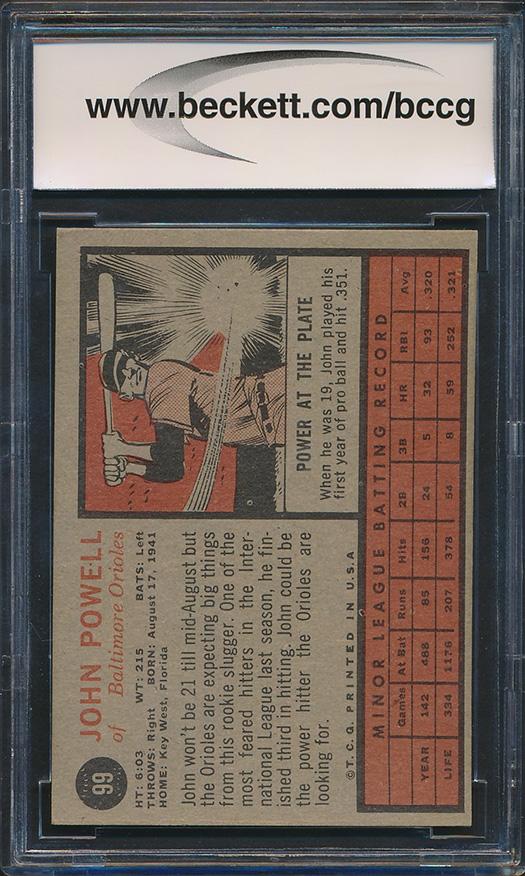 www.beckett.com/bccg
99
JOHN POWELL
of Baltimore Orioles
HT: 6:03 WT: 215 BATS: Left
THROWS: Right BORN: August 17, 1941
HOME: Key West, Florida
John won't be 21 till mid-August but
the Orioles are expecting big things
from this rookie slugger. One of the
most feared hitters in the Inter-
national League last season, he fin-
ished third in hitting. John could be
the power hitter the Orioles are
looking for.
POWER AT THE PLATE
When he was 19, John played his
first year of pro ball and hit .351.
©T.C.G. PRINTED IN U.S.A
MINOR LEAGUE BATTING RECORD
Games At Bat Runs Hits 2B 3B HR RBI Avg
YEAR 142 488 85 156 24 5 32 93 .320
LIFE 334 1176 207 378 54 8 59 252 .321